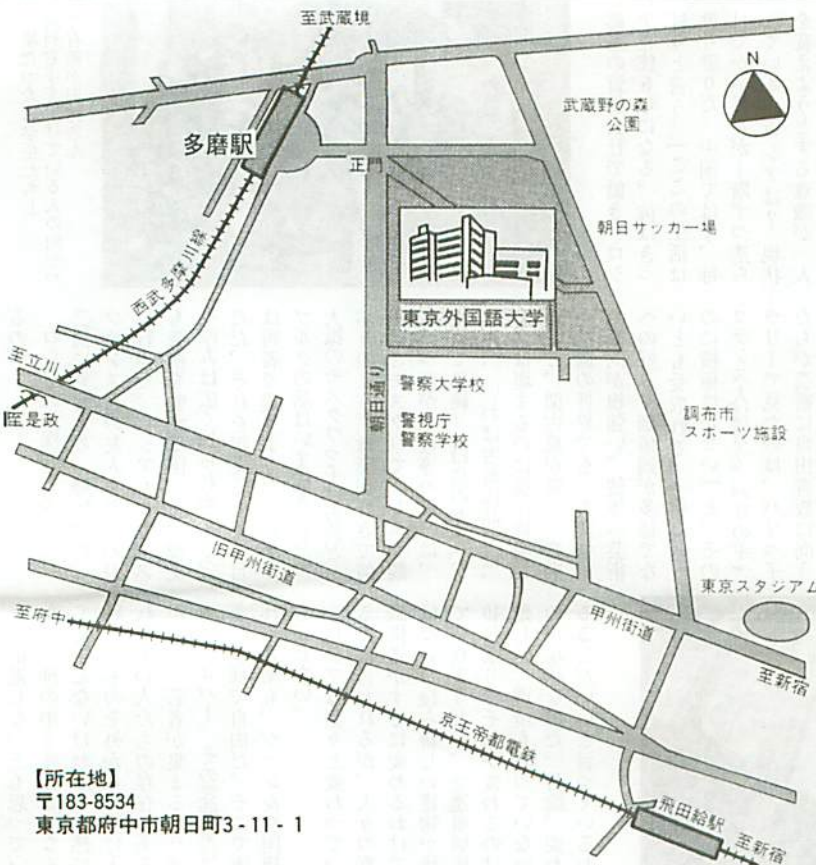 至武蔵境
N
武蔵野の森
公園
多磨駅
正門
朝日サッカー場
西武多摩川線
東京外国語大学
至立川
至是政
朝日通り
警察大学校
警視庁
警察学校
調布市
スポーツ施設
旧甲州街道
東京スタジアム
甲州街道
至府中
至新宿
京王帝都電鉄
飛田給駅
至新宿
【所在地】
〒183-8534
東京都府中市朝日町3-11-1